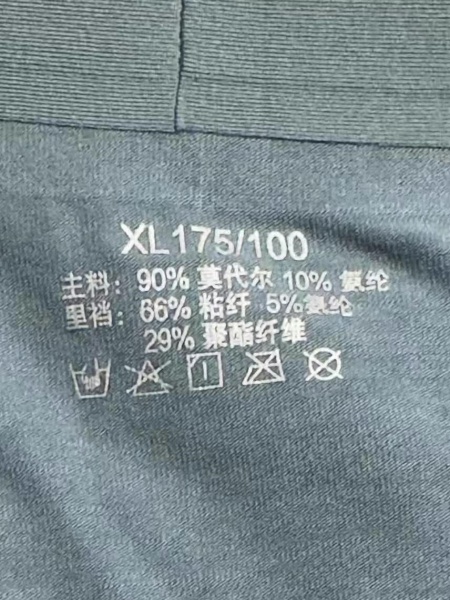 XL175/100
主料：90% 莫代尔 10% 氨纶
里裆：66% 粘纤 5%氨纶
29% 聚酯纤维